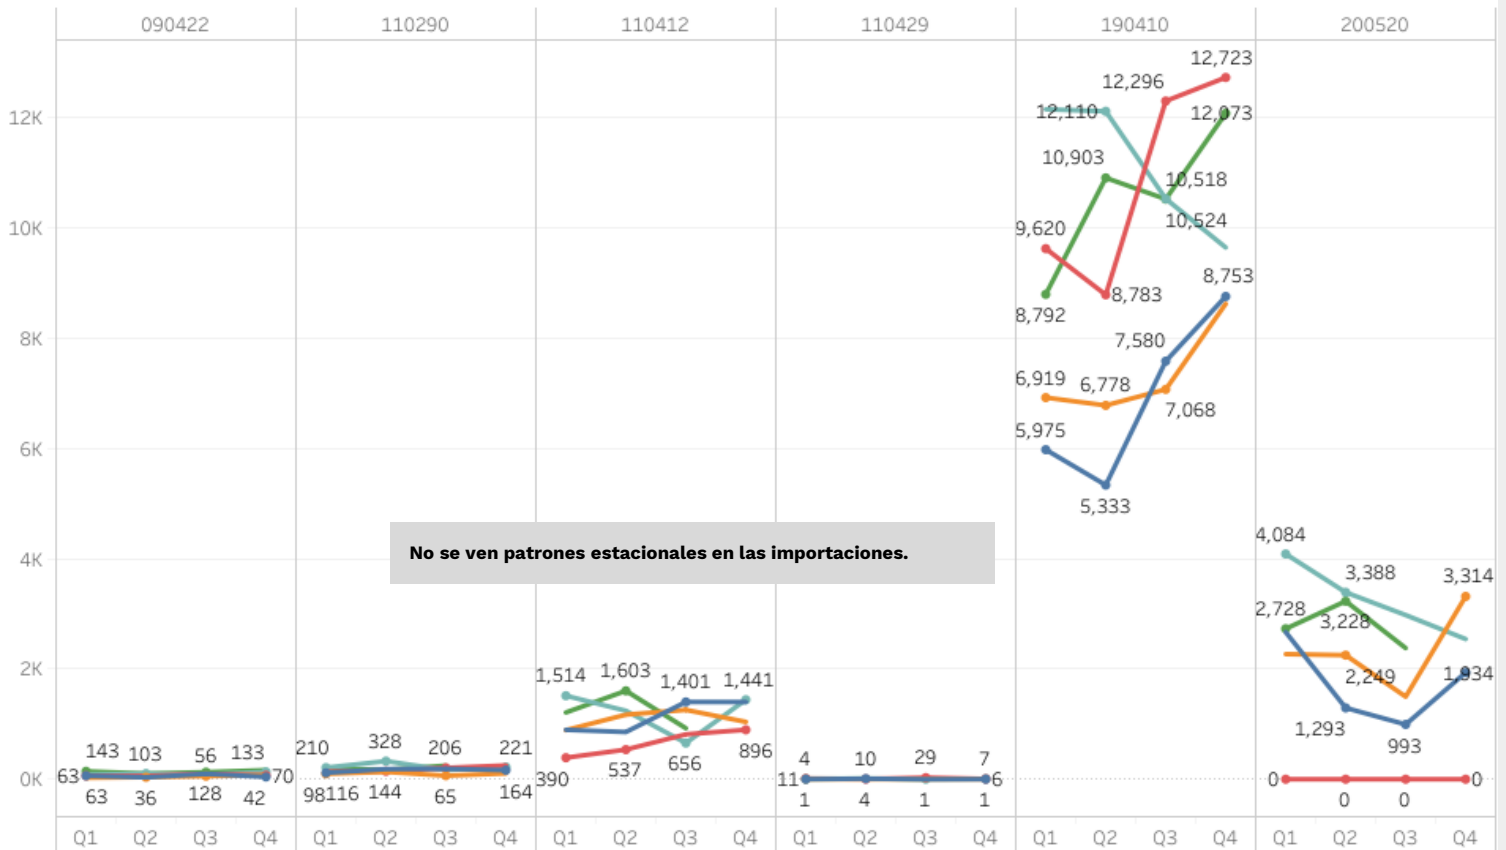 090422 110290 110412 110429 190410 200520
12,723
12,296
12K 12,110 12,073
10,903
10,518
10K 9,620 10,524
8,753
8,792 8,783
8K 7,580
6,919 6,778
7,068
5,975
6K
5,333
4,084
No se ven patrones estacionales en las importaciones.
4K 3,388 3,314
2,728
3,228
2K 1,514 1,603 1,401 1,441 2,249 1,934
1,293
993
143 103 56 133 210 328 206 221 896 4 10 29 7
0K 63 70 390 537 656 11 6 0 0
63 36 128 42 98 116 144 65 164 1 4 1 1 0 0
Q1 Q2 Q3 Q4 Q1 Q2 Q3 Q4 Q1 Q2 Q3 Q4 Q1 Q2 Q3 Q4 Q1 Q2 Q3 Q4 Q1 Q2 Q3 Q4